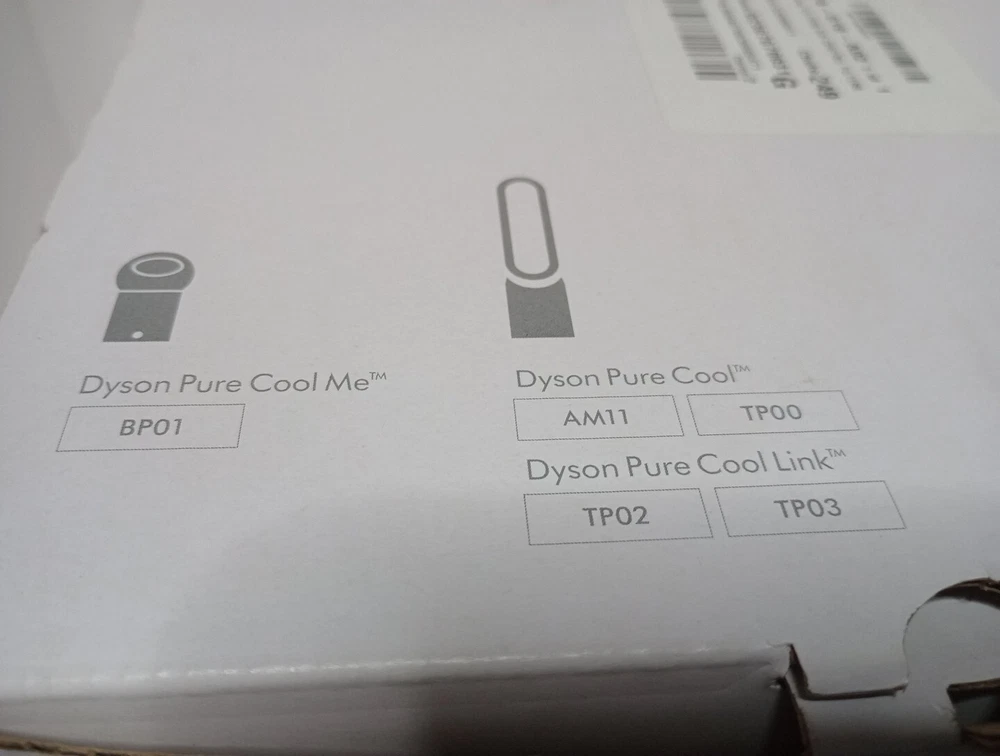 Dyson Pure Cool Me™
BP01
Dyson Pure Cool™
AM11 TP00
Dyson Pure Cool Link™
TP02 TP03